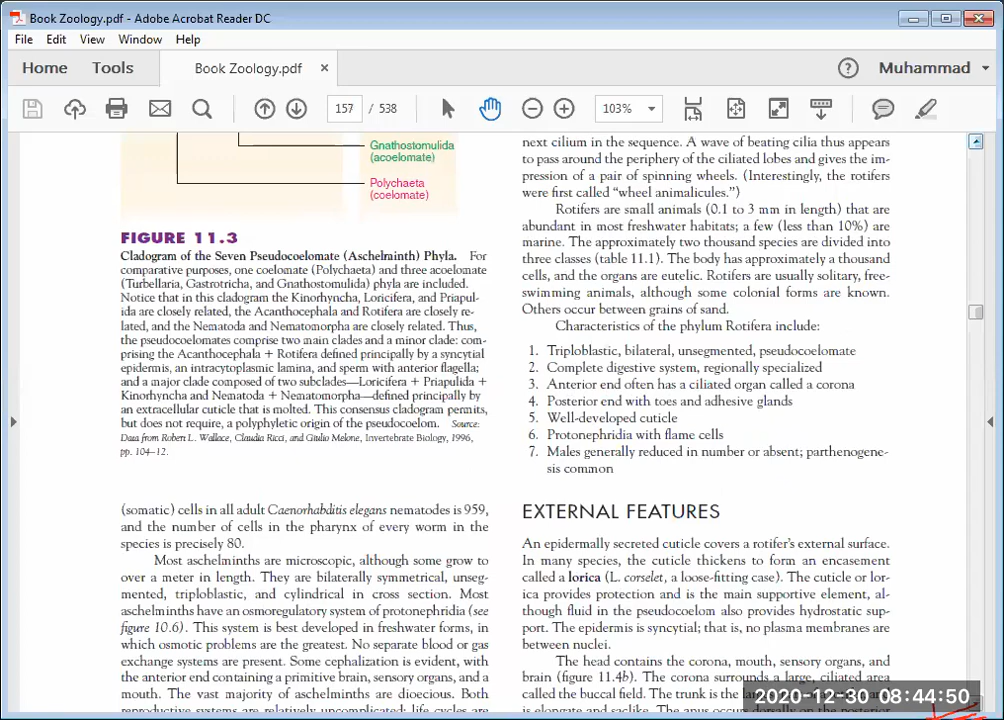 Book Zoology.pdf - Adobe Acrobat Reader DC
File Edit View Window Help
Home Tools Book Zoology.pdf × Muhammad
157 / 538 103%
Gnathostomulida
(acoelomate)
Polychaeta
(coelomate)
FIGURE 11.3
Cladogram of the Seven Pseudocoelomate (Aschelminth) Phyla. For
comparative purposes, one coelomate (Polychaeta) and three acoelomate
(Turbellaria, Gastrotricha, and Gnathostomulida) phyla are included.
Notice that in this cladogram the Kinorhyncha, Loricifera, and Priapul-
ida are closely related, the Acanthocephala and Rotifera are closely re-
lated, and the Nematoda and Nematomorpha are closely related. Thus,
the pseudocoelomates comprise two main clades and a minor clade: com-
prising the Acanthocephala + Rotifera defined principally by a syncytial
epidermis, an intracytoplasmic lamina, and sperm with anterior flagella;
and a major clade composed of two subclades—Loricifera + Priapulida +
Kinorhyncha and Nematoda + Nematomorpha—defined principally by
an extracellular cuticle that is molted. This consensus cladogram permits,
but does not require, a polyphyletic origin of the pseudocoelom. Source:
Data from Robert L. Wallace, Claudia Ricci, and Giulio Melone, Invertebrate Biology, 1996,
pp. 104–12.
(somatic) cells in all adult Caenorhabditis elegans nematodes is 959,
and the number of cells in the pharynx of every worm in the
species is precisely 80.
Most aschelminths are microscopic, although some grow to
over a meter in length. They are bilaterally symmetrical, unseg-
mented, triploblastic, and cylindrical in cross section. Most
aschelminths have an osmoregulatory system of protonephridia (see
figure 10.6). This system is best developed in freshwater forms, in
which osmotic problems are the greatest. No separate blood or gas
exchange systems are present. Some cephalization is evident, with
the anterior end containing a primitive brain, sensory organs, and a
mouth. The vast majority of aschelminths are dioecious. Both
reproductive systems are relatively uncomplicated; life cycles are
next cilium in the sequence. A wave of beating cilia thus appears
to pass around the periphery of the ciliated lobes and gives the im-
pression of a pair of spinning wheels. (Interestingly, the rotifers
were first called “wheel animalicules.”)
Rotifers are small animals (0.1 to 3 mm in length) that are
abundant in most freshwater habitats; a few (less than 10%) are
marine. The approximately two thousand species are divided into
three classes (table 11.1). The body has approximately a thousand
cells, and the organs are eutelic. Rotifers are usually solitary, free-
swimming animals, although some colonial forms are known.
Others occur between grains of sand.
Characteristics of the phylum Rotifera include:
1. Triploblastic, bilateral, unsegmented, pseudocoelomate
2. Complete digestive system, regionally specialized
3. Anterior end often has a ciliated organ called a corona
4. Posterior end with toes and adhesive glands
5. Well-developed cuticle
6. Protonephridia with flame cells
7. Males generally reduced in number or absent; parthenogene-
sis common
EXTERNAL FEATURES
An epidermally secreted cuticle covers a rotifer’s external surface.
In many species, the cuticle thickens to form an encasement
called a lorica (L. corselet, a loose-fitting case). The cuticle or lor-
ica provides protection and is the main supportive element, al-
though fluid in the pseudocoelom also provides hydrostatic sup-
port. The epidermis is syncytial; that is, no plasma membranes are
between nuclei.
The head contains the corona, mouth, sensory organs, and
brain (figure 11.4b). The corona surrounds a large, ciliated area
called the buccal field. The trunk is the
is elongate and saclike. The anus occurs dorsally on the posterior
2020-12-30 08:44:50